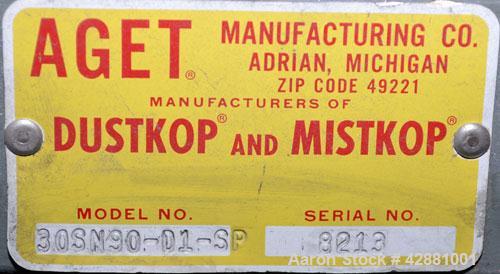 AGET® MANUFACTURING CO.
ADRIAN, MICHIGAN
ZIP CODE 49221
MANUFACTURERS OF
DUSTKOP® AND MISTKOP®
MODEL NO. SERIAL NO.
30SN90-D1-SP 8213
Aaron Stock # 42881001